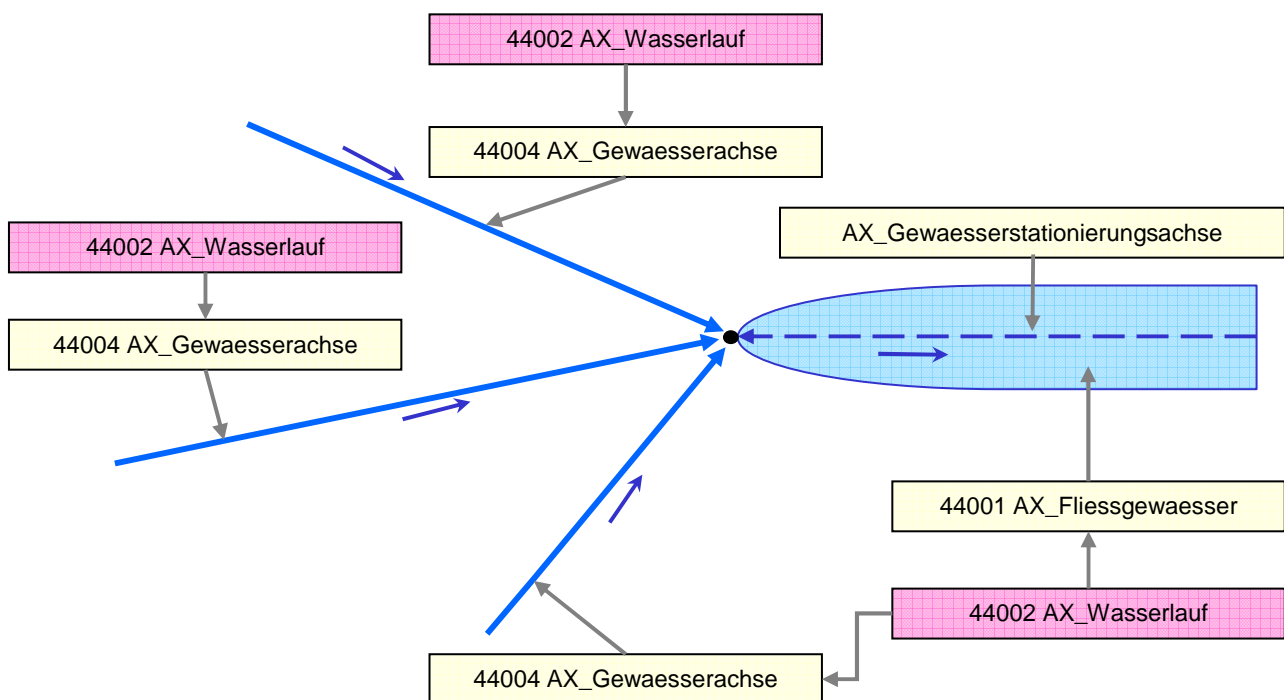 44002 AX_Wasserlauf
44004 AX_Gewaesserachse
44002 AX_Wasserlauf
AX_Gewaesserstationierungsachse
44004 AX_Gewaesserachse
44001 AX_Fliessgewaesser
44002 AX_Wasserlauf
44004 AX_Gewaesserachse